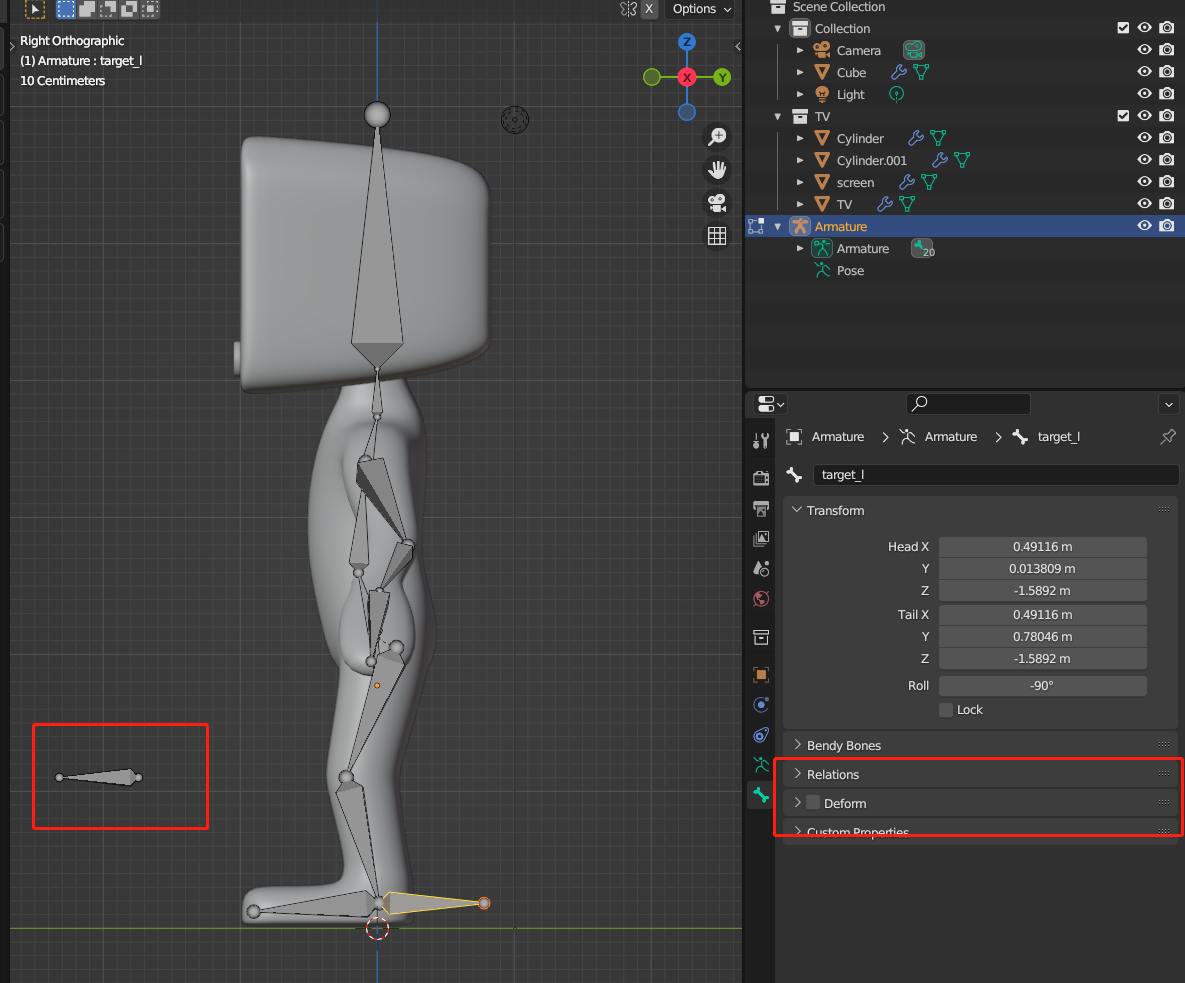 Options
X
Right Orthographic
(1) Armature : target_l
10 Centimeters
Z
X
Y
Scene Collection
Collection
Camera
Cube
Light
TV
Cylinder
Cylinder.001
screen
TV
Armature
Armature
20
Pose
Armature
Armature
target_l
target_l
Transform
Head X
0.49116 m
Y
0.013809 m
Z
-1.5892 m
Tail X
0.49116 m
Y
0.78046 m
Z
-1.5892 m
Roll
-90°
Lock
Bendy Bones
Relations
Deform
Custom Properties